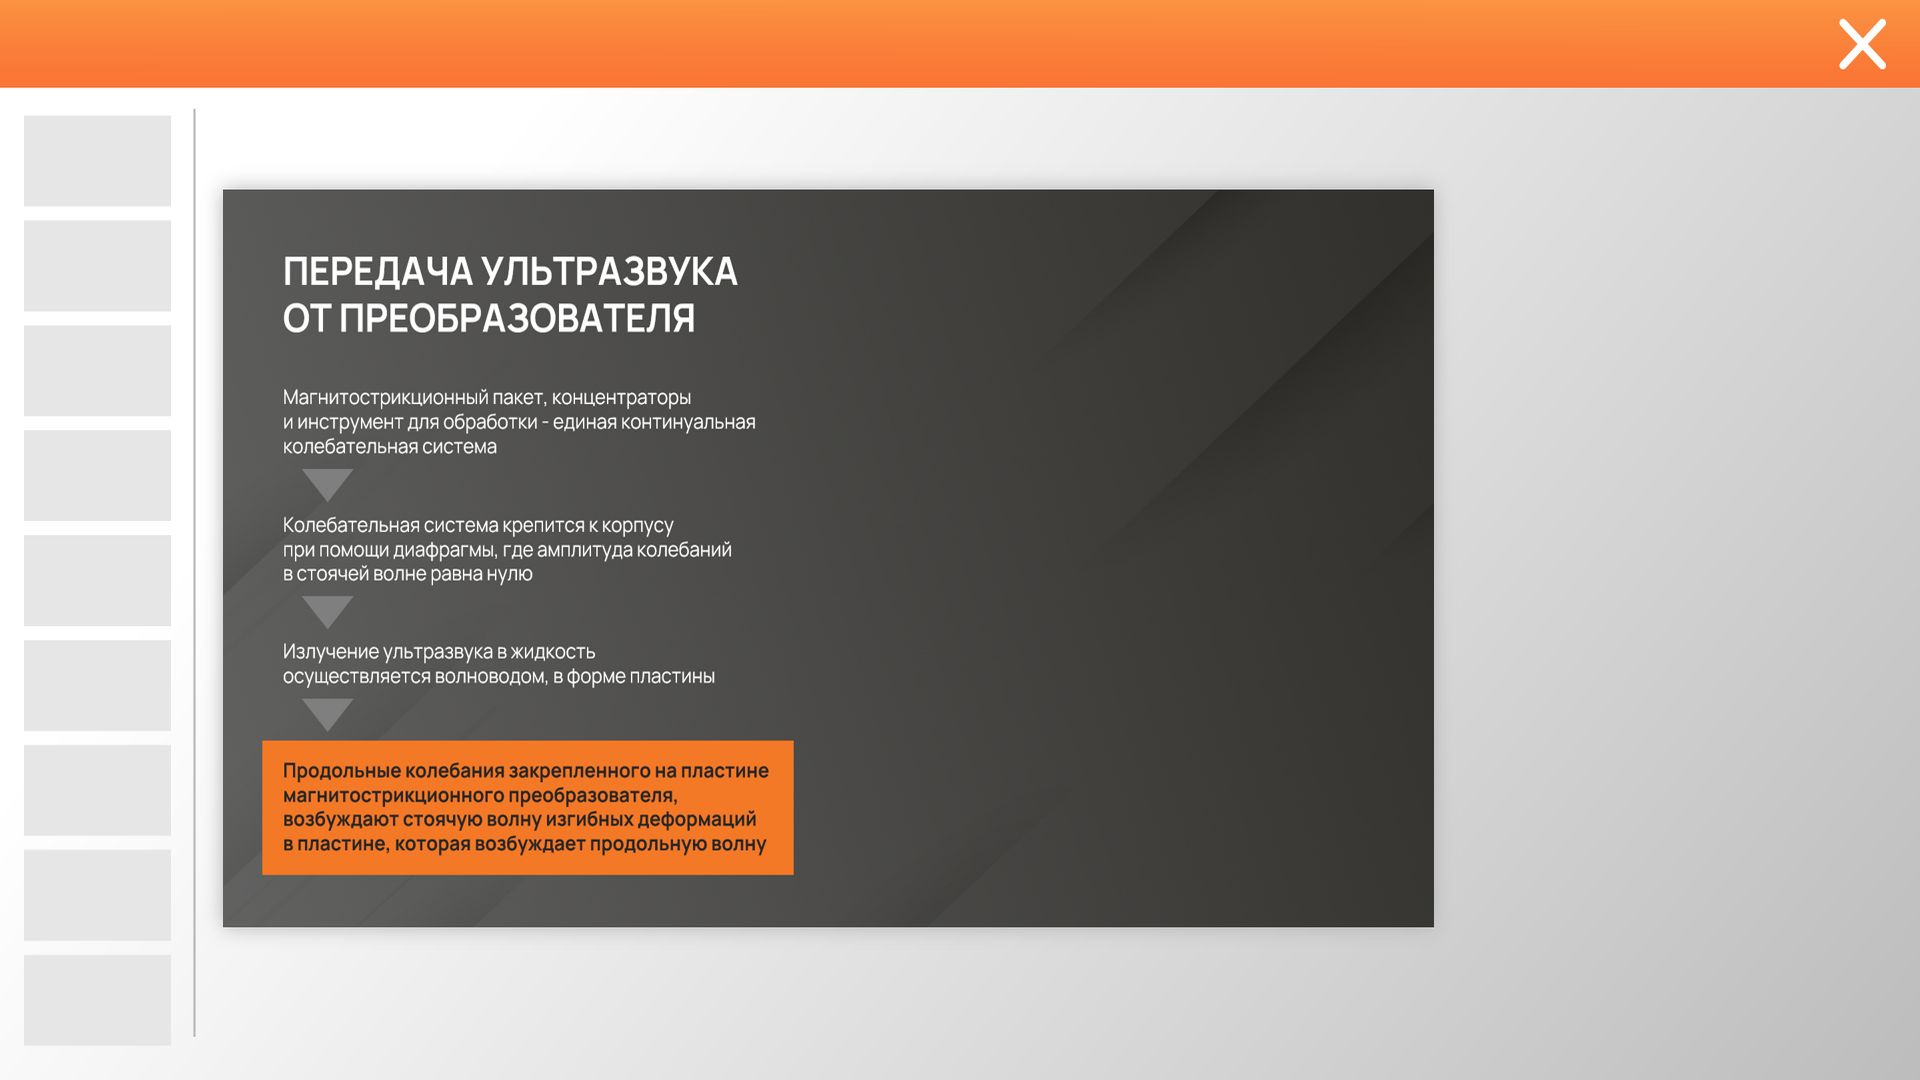 ПЕРЕДАЧА УЛЬТРАЗВУКА
ОТ ПРЕОБРАЗОВАТЕЛЯ
Магнитострикционный пакет, концентраторы
и инструмент для обработки - единая континуальная
колебательная система
Колебательная система крепится к корпусу
при помощи диафрагмы, где амплитуда колебаний
в стоячей волне равна нулю
Излучение ультразвука в жидкость
осуществляется волноводом, в форме пластины
Продольные колебания закрепленного на пластине
магнитострикционного преобразователя,
возбуждают стоячую волну изгибных деформаций
в пластине, которая возбуждает продольную волну